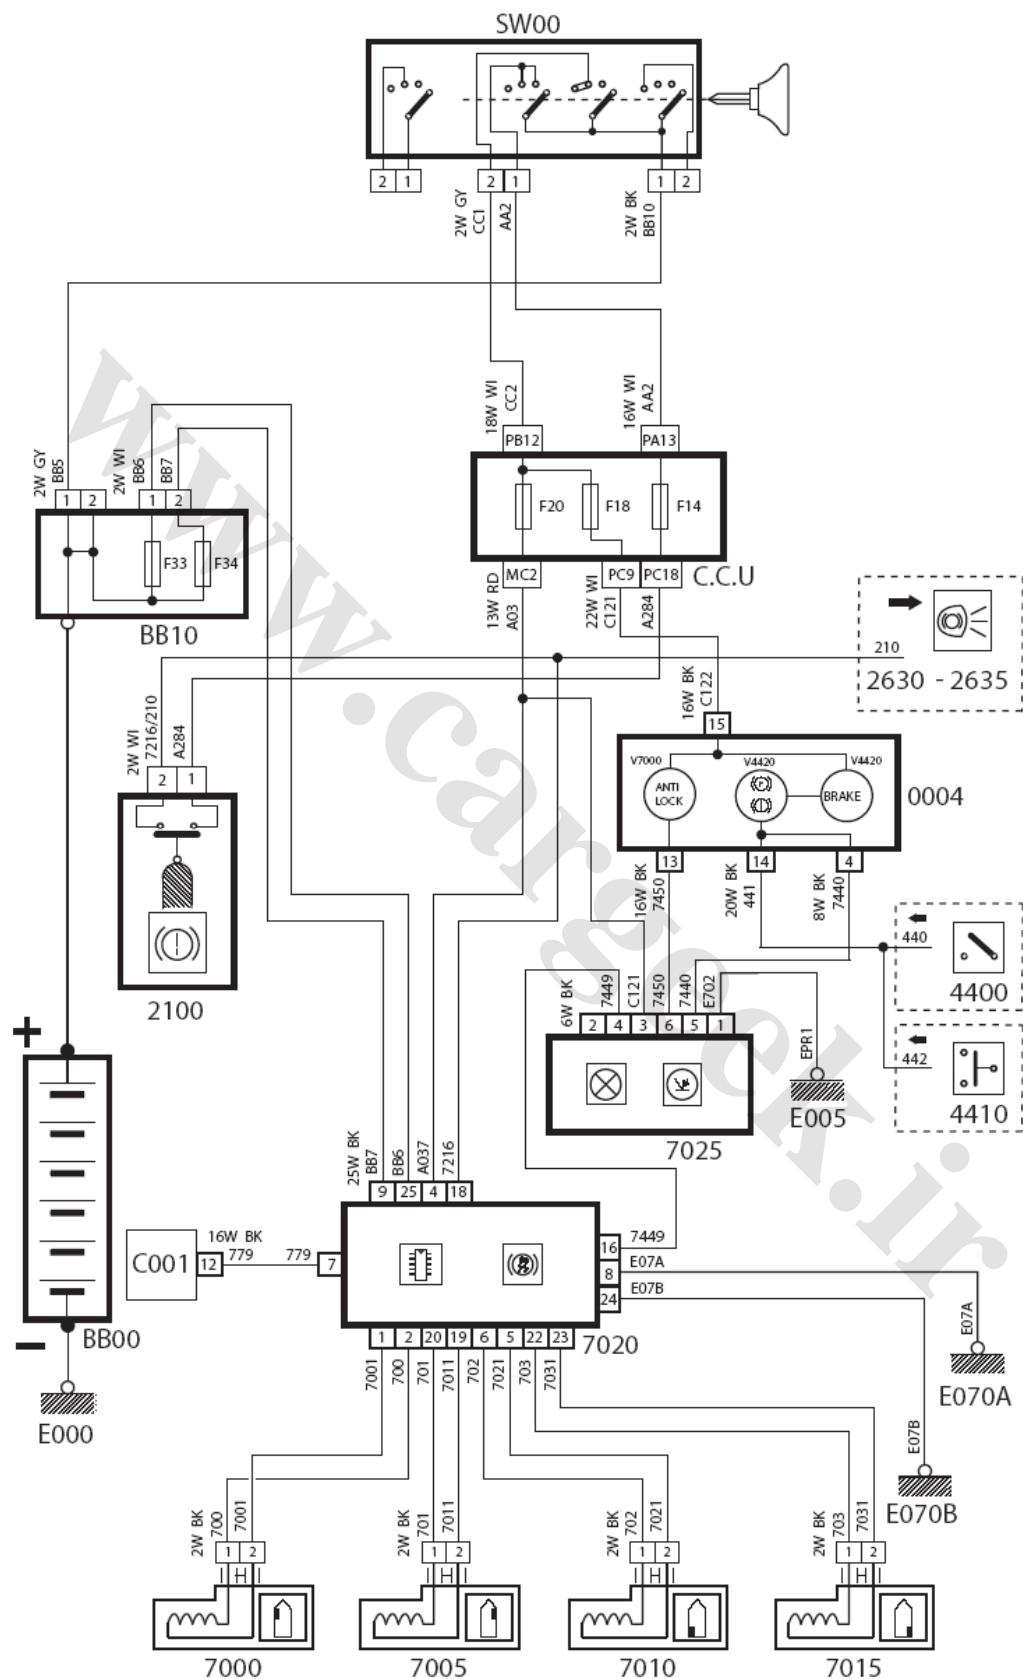 SW00
2 1
2 1
1 2
2W GY
CC1
AA2
2W BK
BB10
18W WI
CC2
16W WI
AA2
PB12
PA13
2W GY
BB5
2W WI
BB6
BB7
1 2
1 2
F20
F18
F14
F33
F34
MC2
PC9
PC18
C.C.U
BB10
13W RD
A03
22W WI
C121
A284
210
2630 - 2635
16W BK
C122
15
2W WI
7216/210
A284
2 1
V7000
V4420
V4420
ANTI
LOCK
BRAKE
0004
13
14
4
16W BK
7450
20W BK
441
8W BK
7440
440
4400
2100
6W BK
7449
C121
7450
7440
E702
2 4 3 6 5 1
EPR1
442
4410
E005
7025
+
25W BK
BB7
BB6
A037
7216
9 25 4 18
C001
12
16W BK
779
779
7
16
7449
8
E07A
24
E07B
1 2 20 19 6 5 22 23
7020
−
BB00
7001
700
701
7011
702
7021
703
7031
E07A
E070A
E000
E07B
E070B
2W BK
700
7001
2W BK
701
7011
2W BK
702
7021
2W BK
703
7031
1 2
1 2
1 2
1 2
7000
7005
7010
7015
www.cargeek.ir